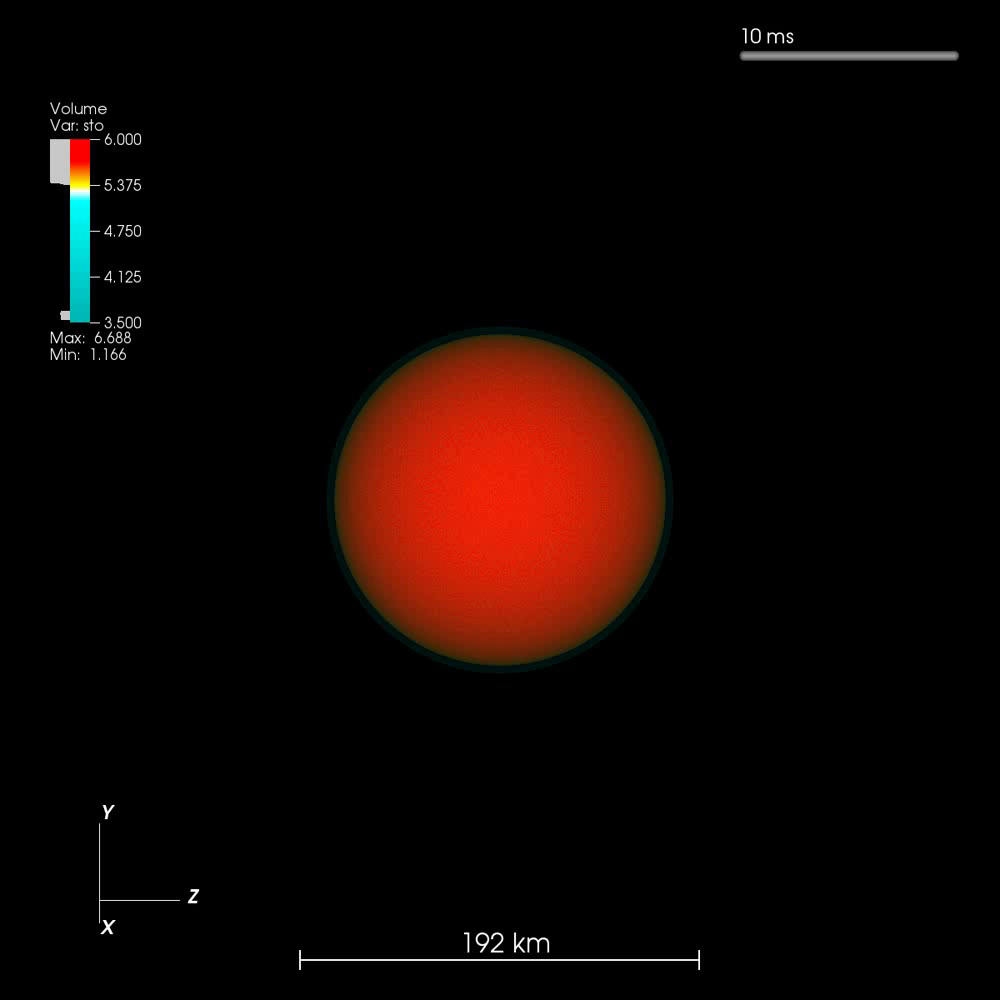 10 ms
Volume
Var: sto
6.000
5.375
4.750
4.125
3.500
Max: 6.688
Min: 1.166
Y
Z
X
192 km